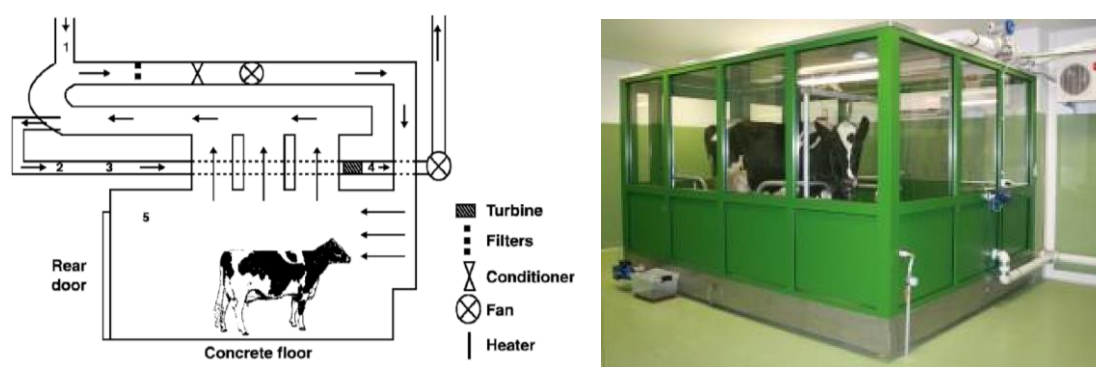 1
2 3 4
5
Rear
door
Concrete floor
Turbine
Filters
Conditioner
Fan
Heater